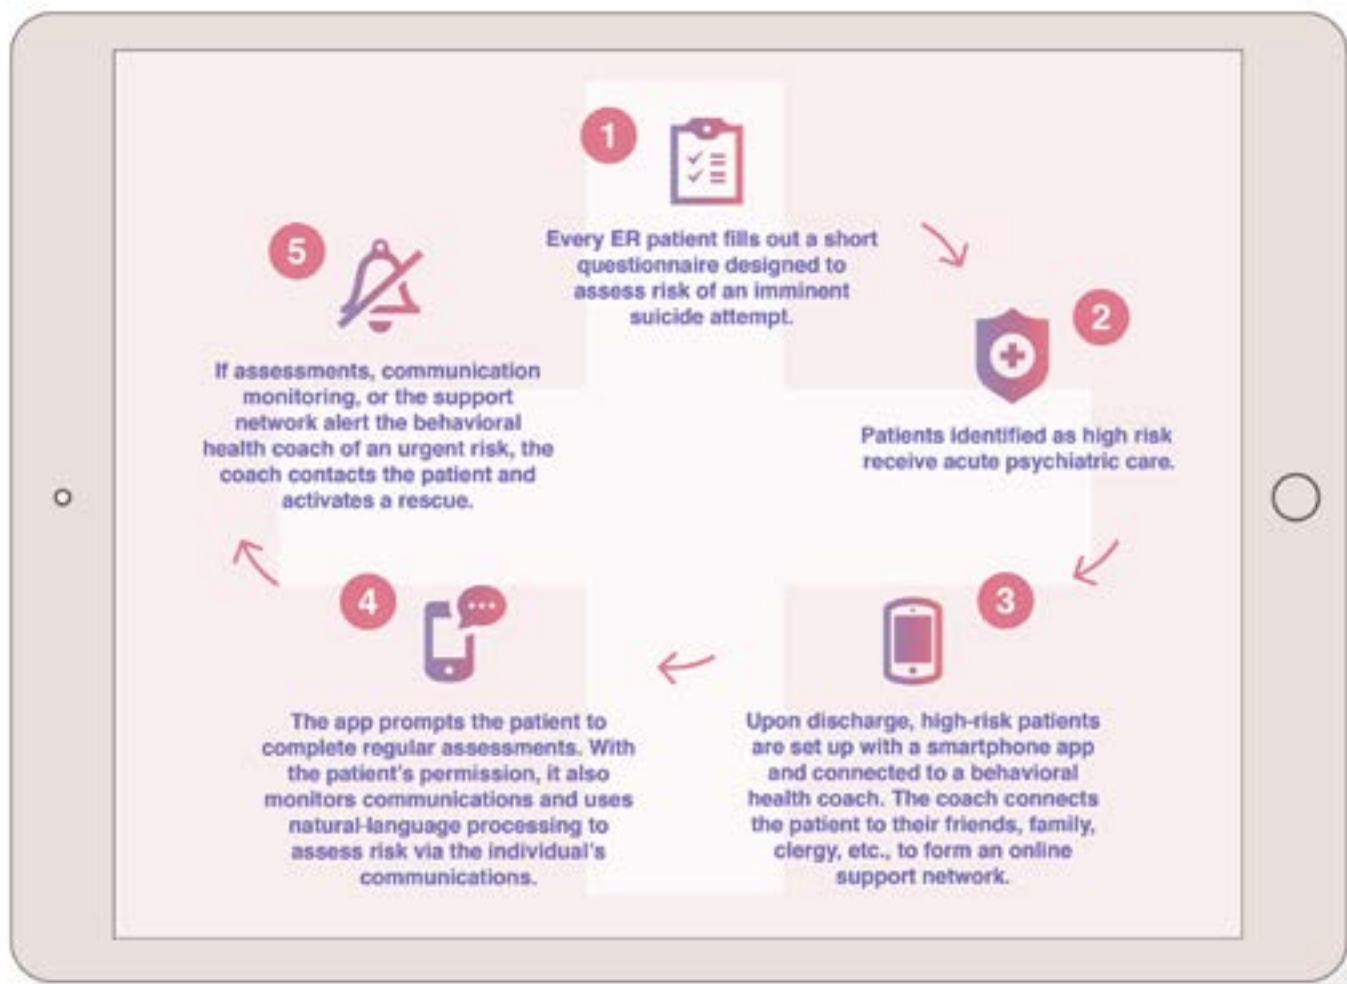 1
Every ER patient fills out a short
questionnaire designed to
assess risk of an imminent
suicide attempt.
2
Patients identified as high risk
receive acute psychiatric care.
3
Upon discharge, high-risk patients
are set up with a smartphone app
and connected to a behavioral
health coach. The coach connects
the patient to their friends, family,
clergy, etc., to form an online
support network.
4
The app prompts the patient to
complete regular assessments. With
the patient's permission, it also
monitors communications and uses
natural-language processing to
assess risk via the individual's
communications.
5
If assessments, communication
monitoring, or the support
network alert the behavioral
health coach of an urgent risk, the
coach contacts the patient and
activates a rescue.